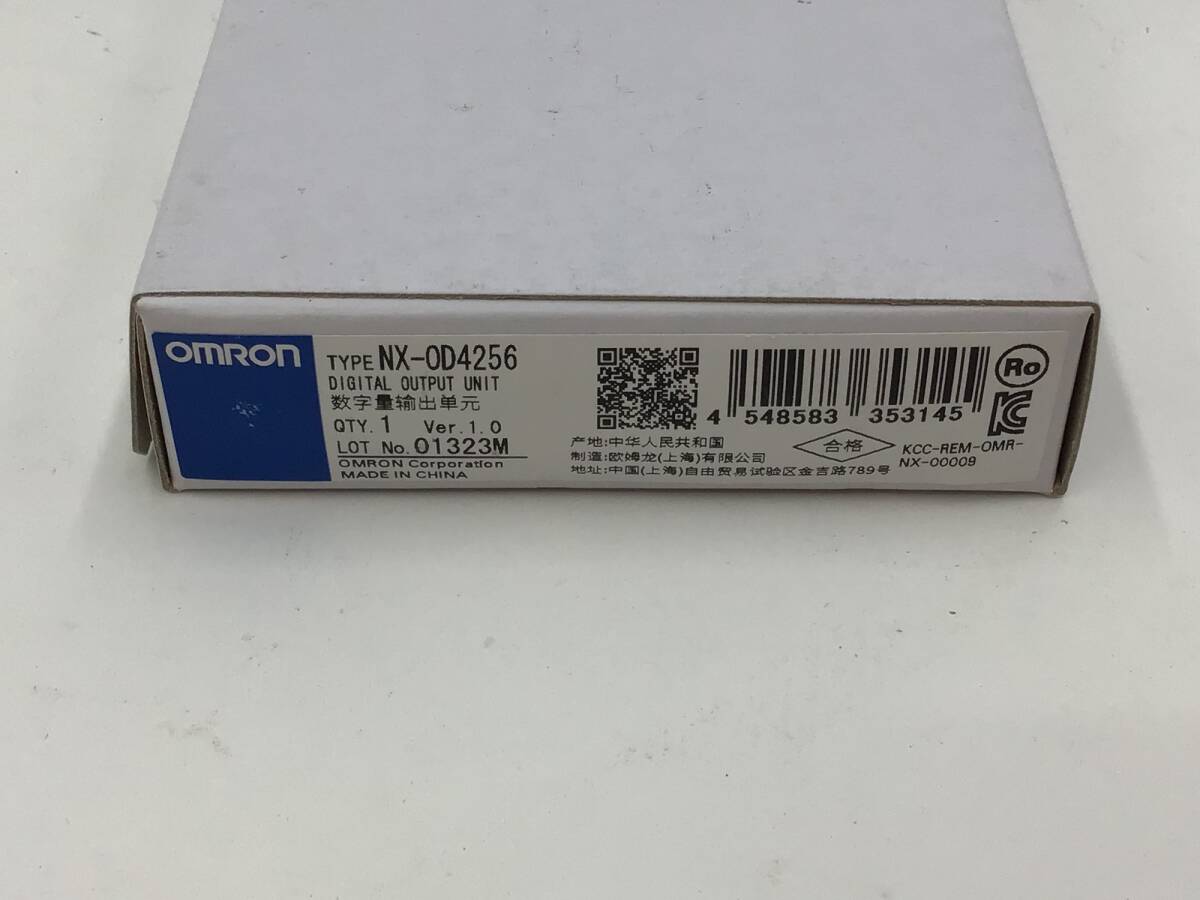 OMRON
TYPE NX-OD4256
DIGITAL OUTPUT UNIT
数字量输出单元
QTY. 1 Ver.1.0
LOT No. 01323M
OMRON Corporation
MADE IN CHINA
4 548583 353145
产地:中华人民共和国
制造:欧姆龙(上海)有限公司
地址:中国(上海)自由贸易试验区金吉路789号
合格
Ro
KC
KCC-REM-OMR-
NX-00009